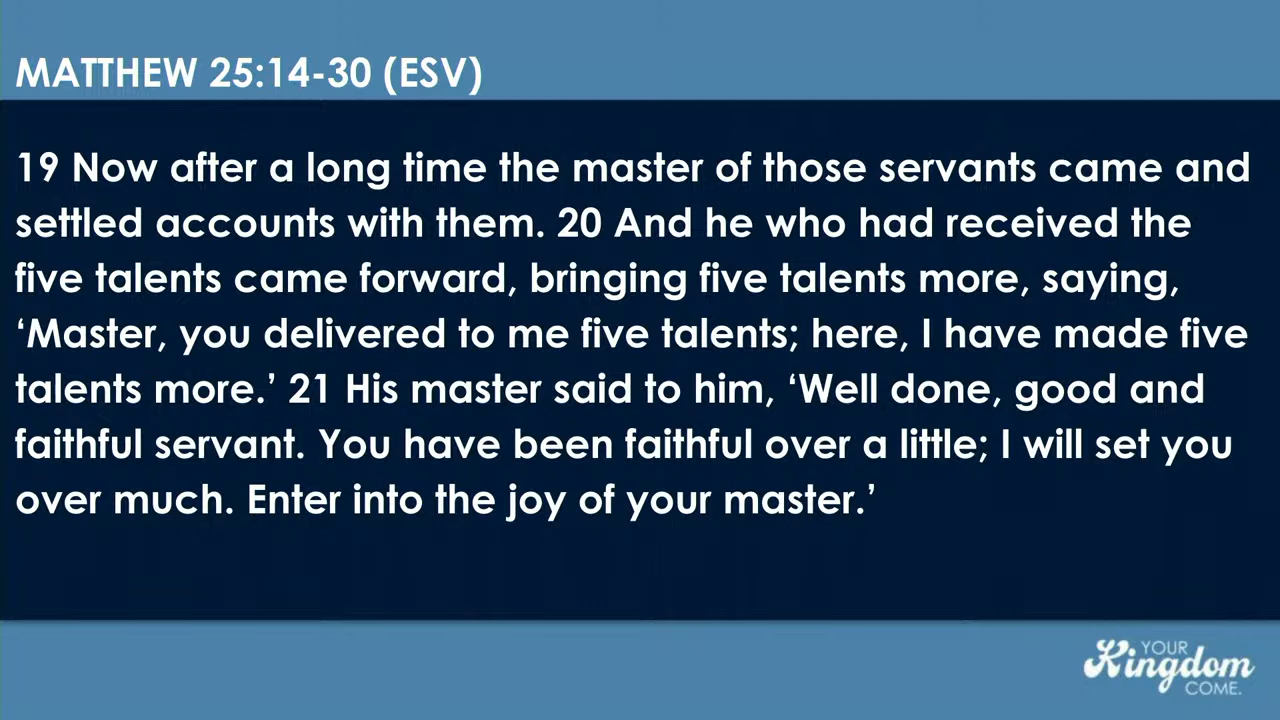 MATTHEW 25:14-30 (ESV)
19 Now after a long time the master of those servants came and
settled accounts with them. 20 And he who had received the
five talents came forward, bringing five talents more, saying,
‘Master, you delivered to me five talents; here, I have made five
talents more.’ 21 His master said to him, ‘Well done, good and
faithful servant. You have been faithful over a little; I will set you
over much. Enter into the joy of your master.’
YOUR
Kingdom
COME.